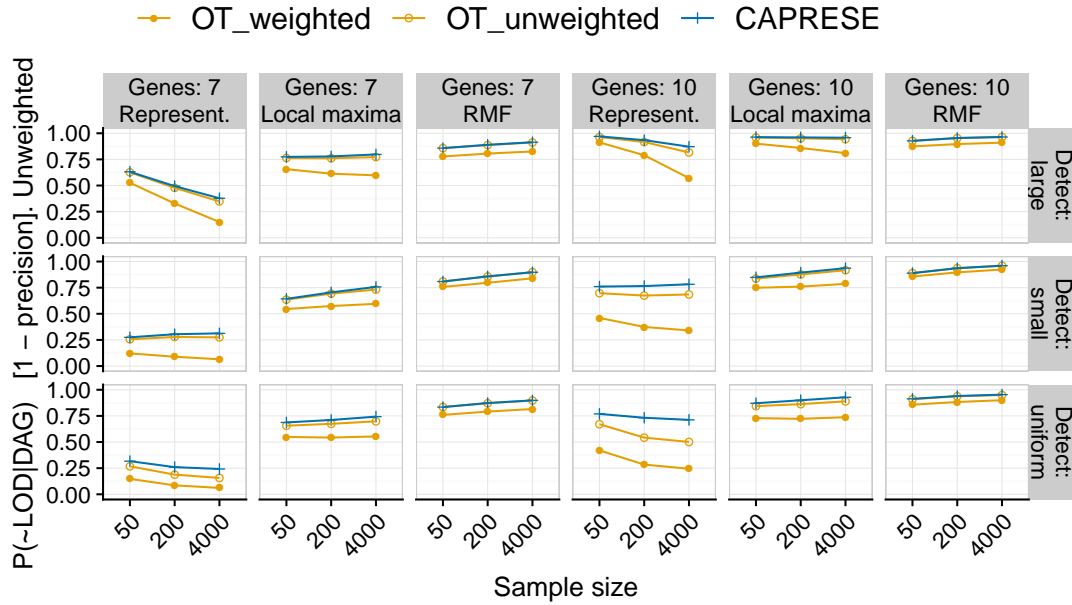 OT_weighted OT_unweighted CAPRESE
Genes: 7 Genes: 7 Genes: 7 Genes: 10 Genes: 10 Genes: 10
Represent. Local maxima RMF Represent. Local maxima RMF
P(~LOD|DAG) [1 − precision]. Unweighted
1.00
0.75
0.50
0.25
0.00
Detect:
large
1.00
0.75
0.50
0.25
0.00
Detect:
small
1.00
0.75
0.50
0.25
0.00
Detect:
uniform
50 200 4000 50 200 4000 50 200 4000 50 200 4000 50 200 4000 50 200 4000
Sample size